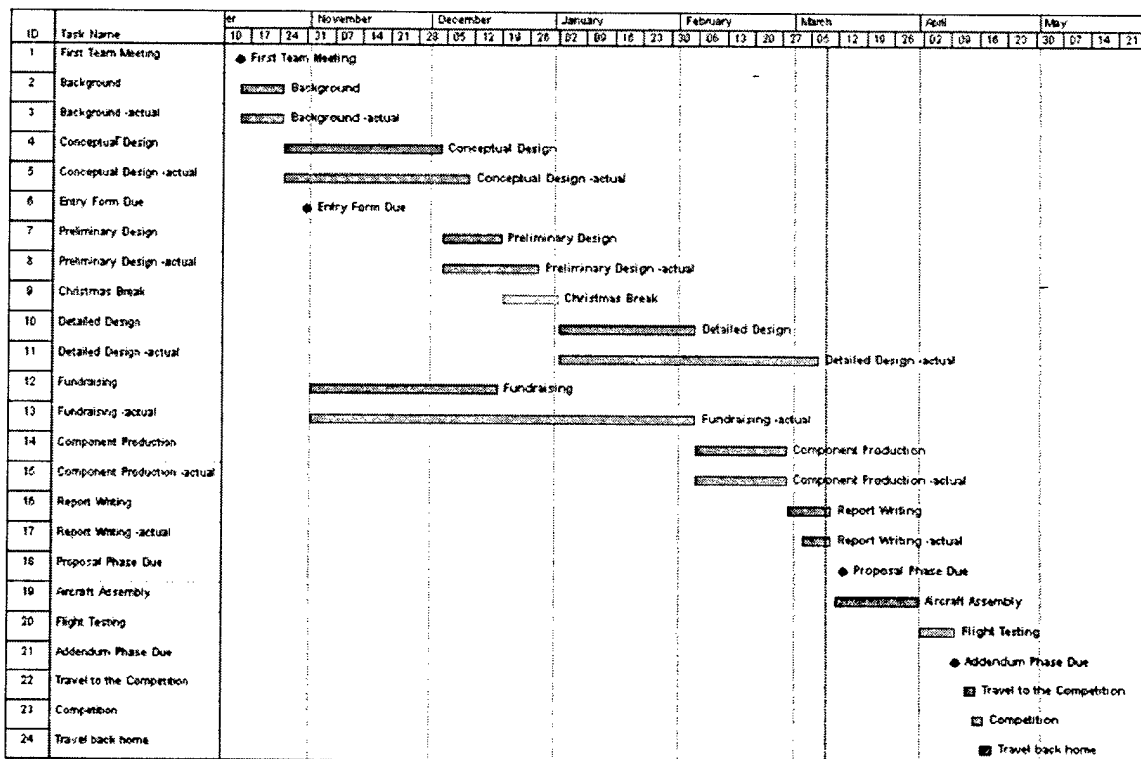 er November December January February March April May
ID Task Name 10 17 24 31 07 14 21 28 05 12 19 26 02 09 16 23 30 06 13 20 27 05 12 19 26 02 09 16 23 30 07 14 21
1 First Team Meeting First Team Meeting
2 Background Background
3 Background -actual Background -actual
4 Conceptual Design Conceptual Design
5 Conceptual Design -actual Conceptual Design -actual
6 Entry Form Due Entry Form Due
7 Preliminary Design Preliminary Design
8 Preliminary Design -actual Preliminary Design -actual
9 Christmas Break Christmas Break
10 Detailed Design Detailed Design
11 Detailed Design -actual Detailed Design -actual
12 Fundraising Fundraising
13 Fundraising -actual Fundraising -actual
14 Component Production Component Production
15 Component Production -actual Component Production -actual
16 Report Writing Report Writing
17 Report Writing -actual Report Writing -actual
18 Proposal Phase Due Proposal Phase Due
19 Aircraft Assembly Aircraft Assembly
20 Flight Testing Flight Testing
21 Addendum Phase Due Addendum Phase Due
22 Travel to the Competition Travel to the Competition
23 Competition Competition
24 Travel back home Travel back home